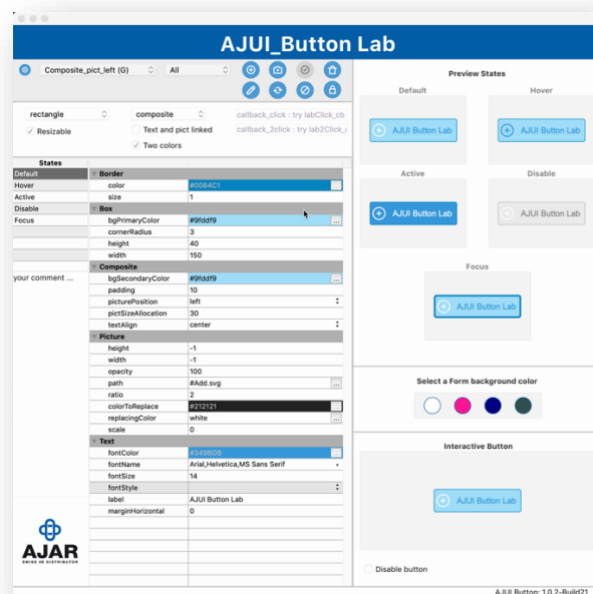 AJUI_Button Lab
Composite_pict_left (G)
All
rectangle
composite
callback_click : try labClick_cb
Resizable
Text and pict linked
callback_2click : try lab2Click_
Two colors
States
Default
Hover
Active
Disable
Focus
your comment ...
Border
color #0084C1
size 1
Box
bgPrimaryColor #9fddf9
cornerRadius 3
height 40
width 150
Composite
bgSecondaryColor #9fddf9
padding 10
picturePosition left
pictSizeAllocation 30
textAlign center
Picture
height -1
width -1
opacity 100
path #Add.svg
ratio 2
colorToReplace #212121
replacingColor white
scale 0
Text
fontColor #3498DB
fontName Arial,Helvetica,MS Sans Serif
fontSize 14
fontStyle
label AJUI Button Lab
marginHorizontal 0
AJAR
SWISS 4D DISTRIBUTOR
Preview States
Default
Hover
AJUI Button Lab
AJUI Button Lab
Active
Disable
AJUI Button Lab
AJUI Button Lab
Focus
AJUI Button Lab
Select a Form background color
Interactive Button
AJUI Button Lab
Disable button
AJUI Button: 1.0.2-Build21